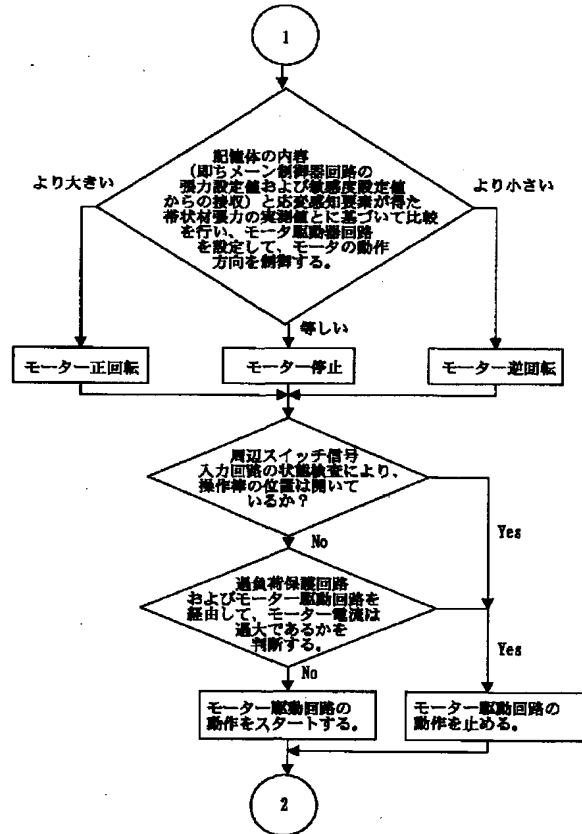 1
記憶体の内容
(即ちメーン制御器回路の
張力設定値および敏感度設定値
からの接収)と応変感知要素が得た
帯状材張力の実測値とに基づいて比較
を行い、モータ駆動器回路
を設定して、モータの動作
方向を制御する。
より大きい
より小さい
等しい
モーター正回転
モーター停止
モーター逆回転
周辺スイッチ信号
入力回路の状態検査により、
操作棒の位置は開いて
いるか?
No
Yes
過負荷保護回路
およびモーター駆動回路を
経由して、モーター電流は
過大であるかを
判断する。
No
Yes
モーター駆動回路の
動作をスタートする。
モーター駆動回路の
動作を止める。
2